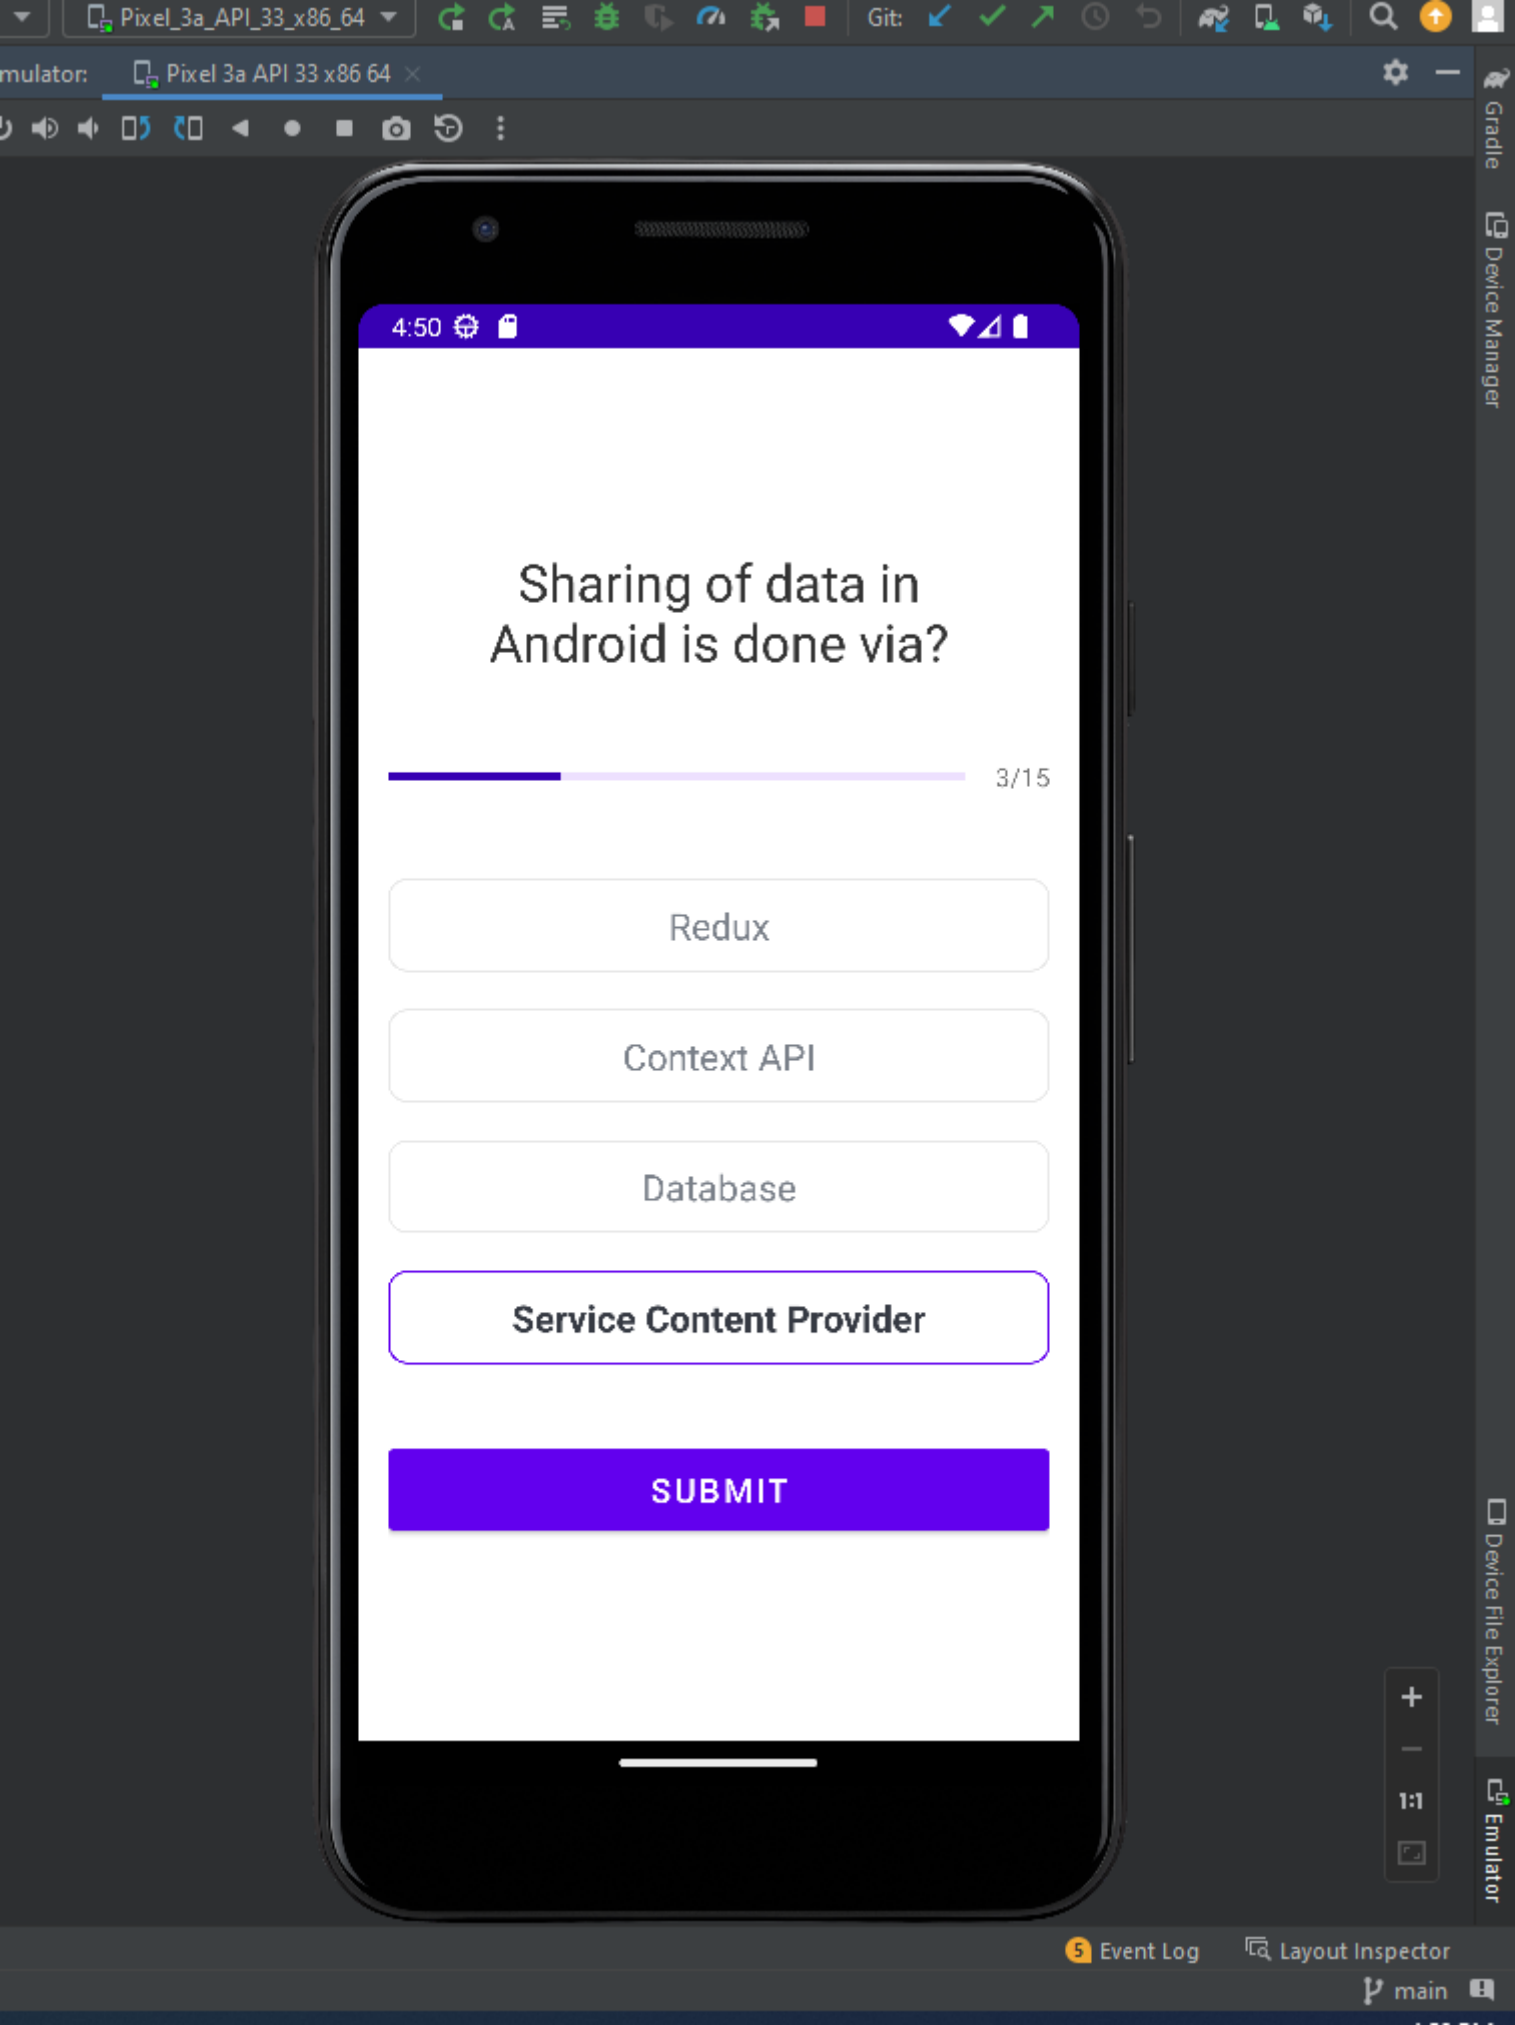 Pixel_3a_API_33_x86_64
Git:
mulator:
Pixel 3a API 33 x86 64
Gradle
Device Manager
4:50
Sharing of data in
Android is done via?
3/15
Redux
Context API
Database
Service Content Provider
SUBMIT
Device File Explorer
1:1
Emulator
5 Event Log
Layout Inspector
main